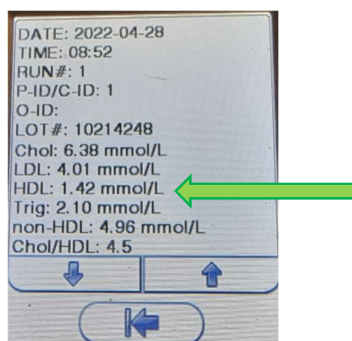 DATE: 2022-04-28
TIME: 08:52
RUN#: 1
P-ID/C-ID: 1
O-ID:
LOT#: 10214248
Chol: 6.38 mmol/L
LDL: 4.01 mmol/L
HDL: 1.42 mmol/L
Trig: 2.10 mmol/L
non-HDL: 4.96 mmol/L
Chol/HDL: 4.5